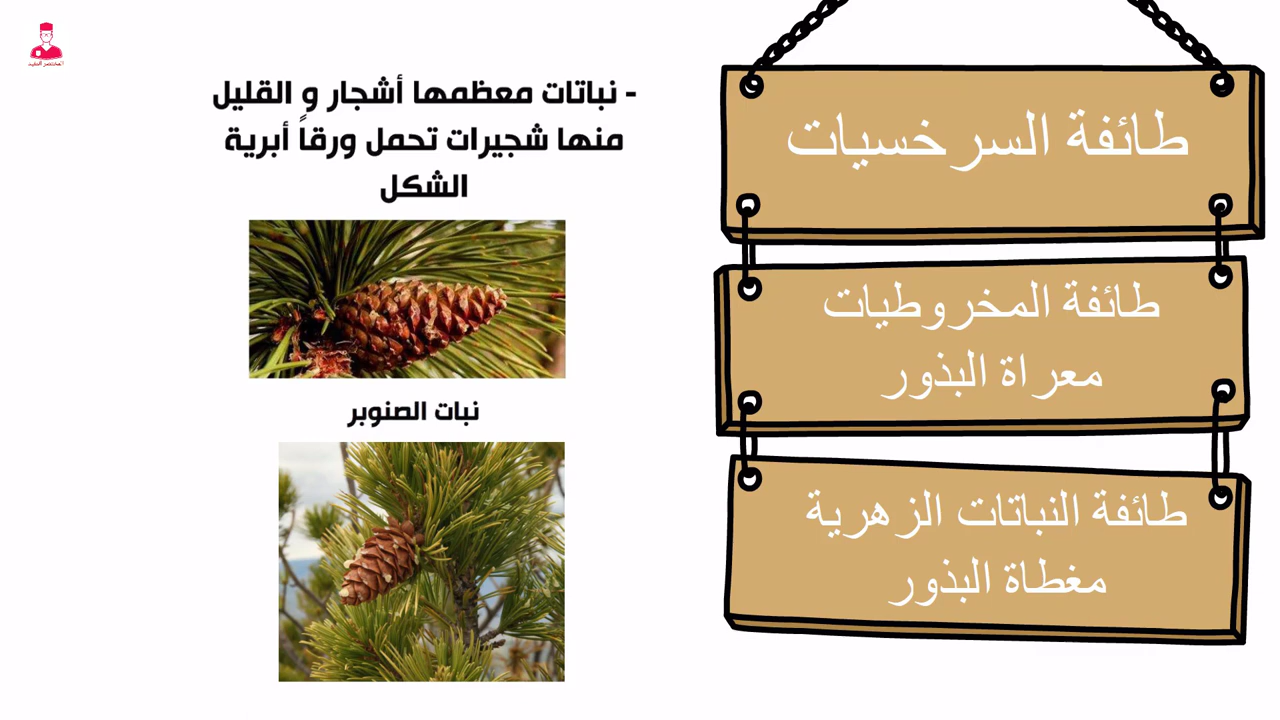 طائفة السرخسيات
طائفة المخروطيات
معراة البذور
طائفة النباتات الزهرية
مغطاة البذور
- نباتات معظمها أشجار و القليل
منها شجيرات تحمل ورقاً أبرية
الشكل
نبات الصنوبر